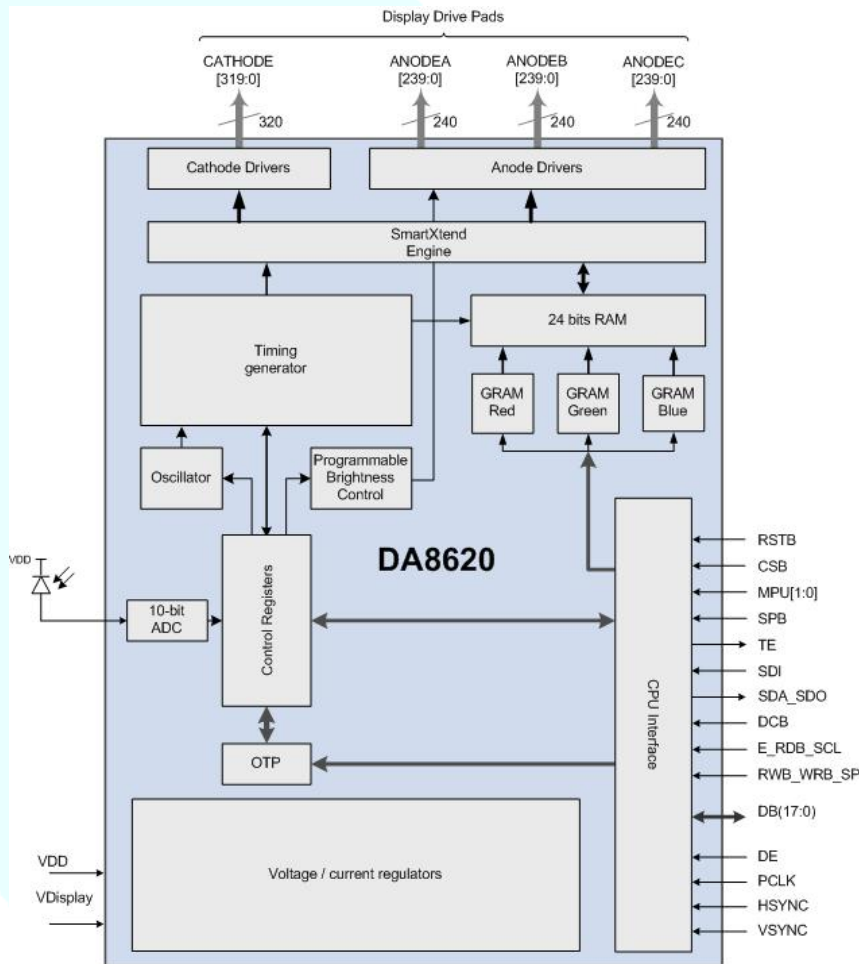 Display Drive Pads
CATHODE
[319:0]
ANODEA
[239:0]
ANODEB
[239:0]
ANODEC
[239:0]
320
240
240
240
Cathode Drivers
Anode Drivers
SmartXtend
Engine
Timing
generator
24 bits RAM
GRAM
Red
GRAM
Green
GRAM
Blue
Oscillator
Programmable
Brightness
Control
DA8620
VDD
10-bit
ADC
Control Registers
OTP
CPU Interface
RSTB
CSB
MPU[1:0]
SPB
TE
SDI
SDA_SDO
DCB
E_RDB_SCL
RWB_WRB_SP
DB(17:0)
DE
PCLK
HSYNC
VSYNC
Voltage / current regulators
VDD
VDisplay